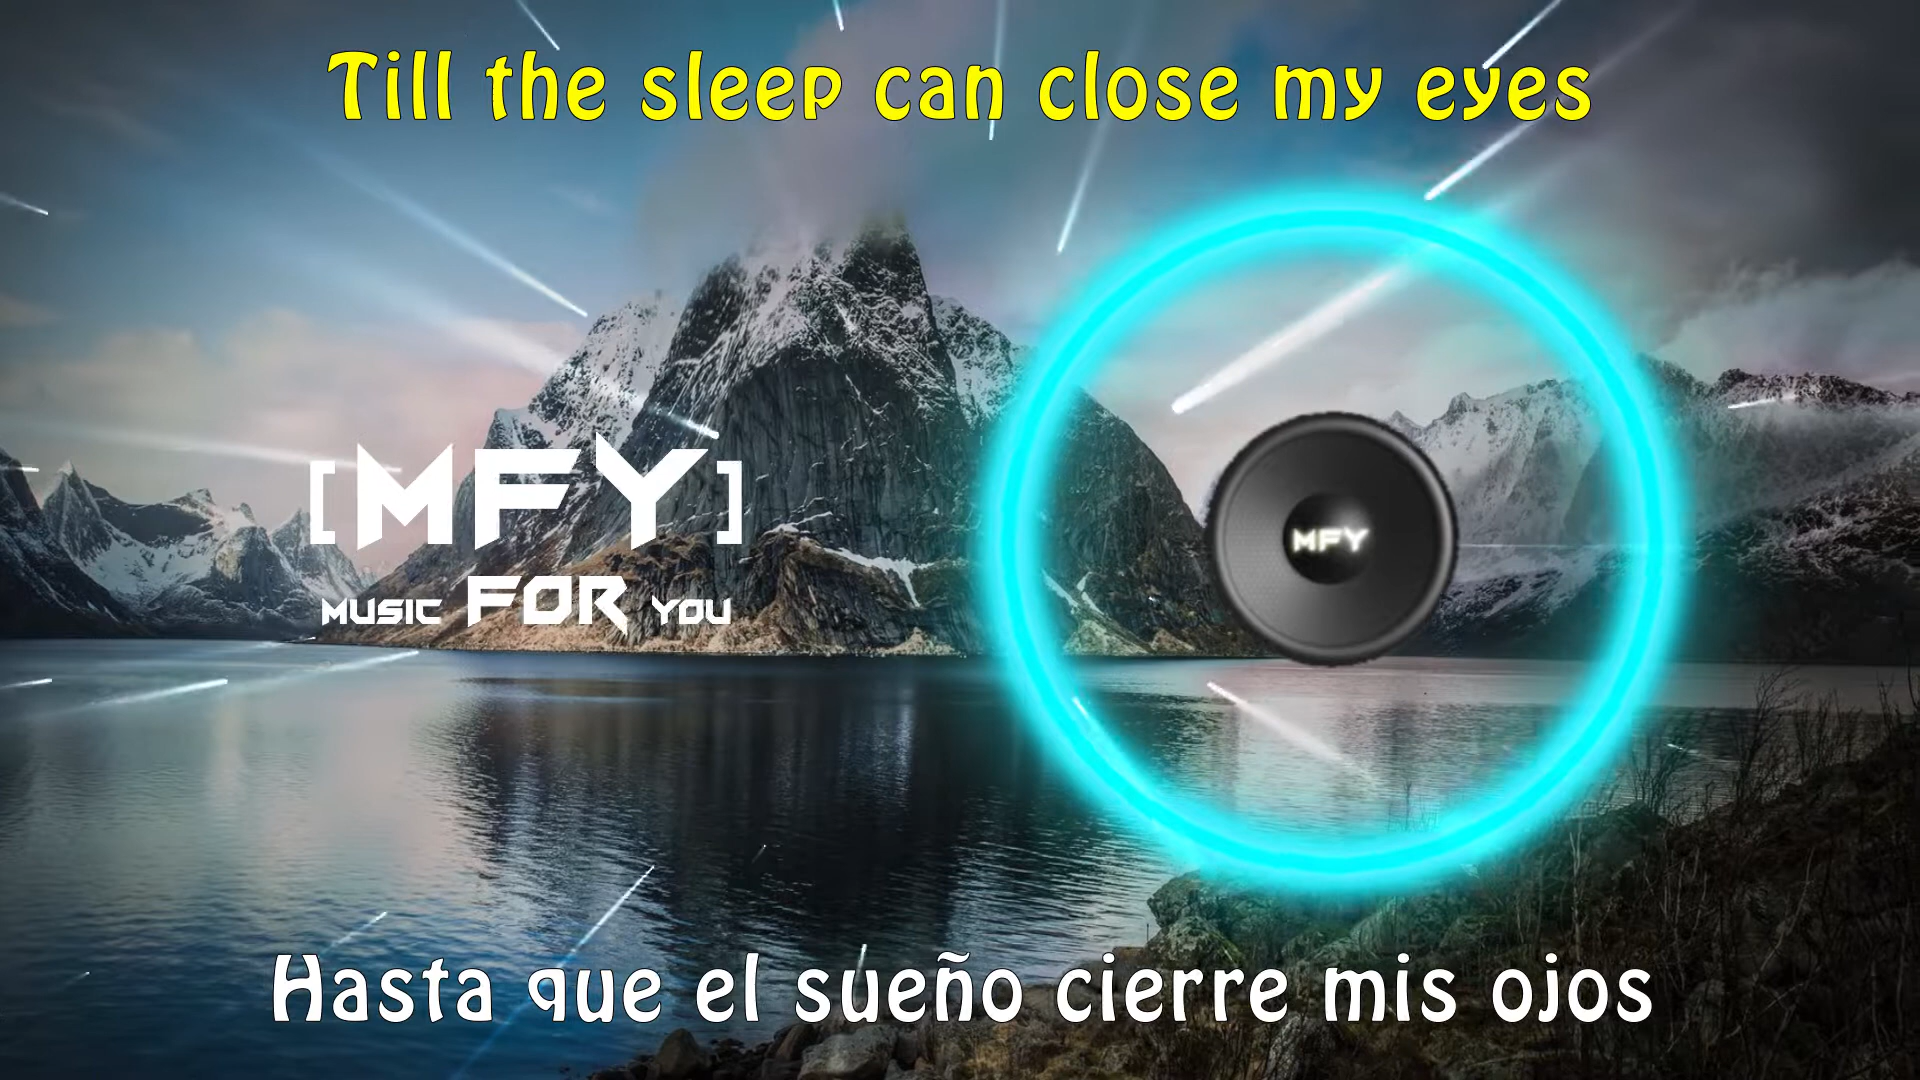 Till the sleep can close my eyes
[MFY]
MUSIC FOR YOU
MFY
Hasta que el sueño cierre mis ojos